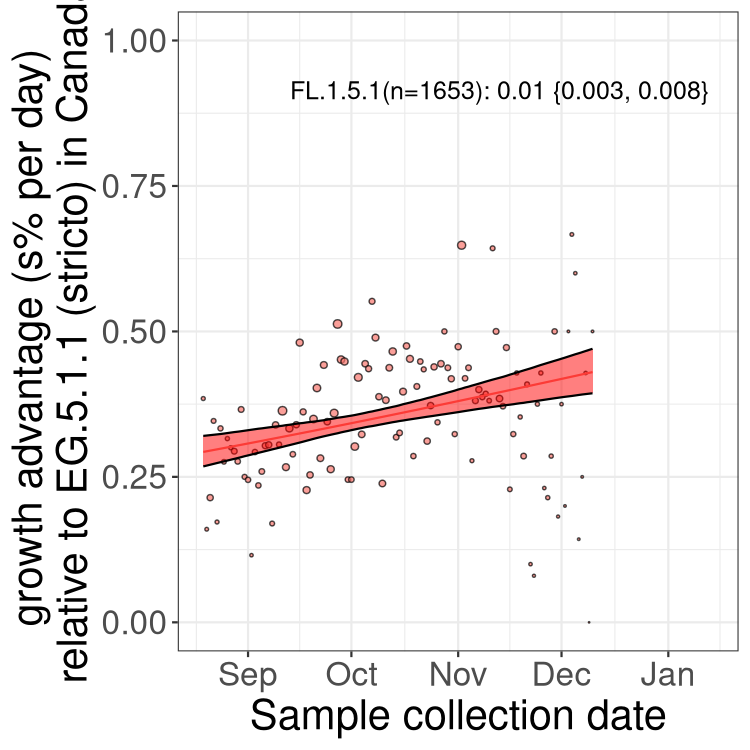 growth advantage (s% per day)
relative to EG.5.1.1 (stricto) in Canada
1.00
0.75
0.50
0.25
0.00
FL.1.5.1(n=1653): 0.01 {0.003, 0.008}
Sep Oct Nov Dec Jan
Sample collection date